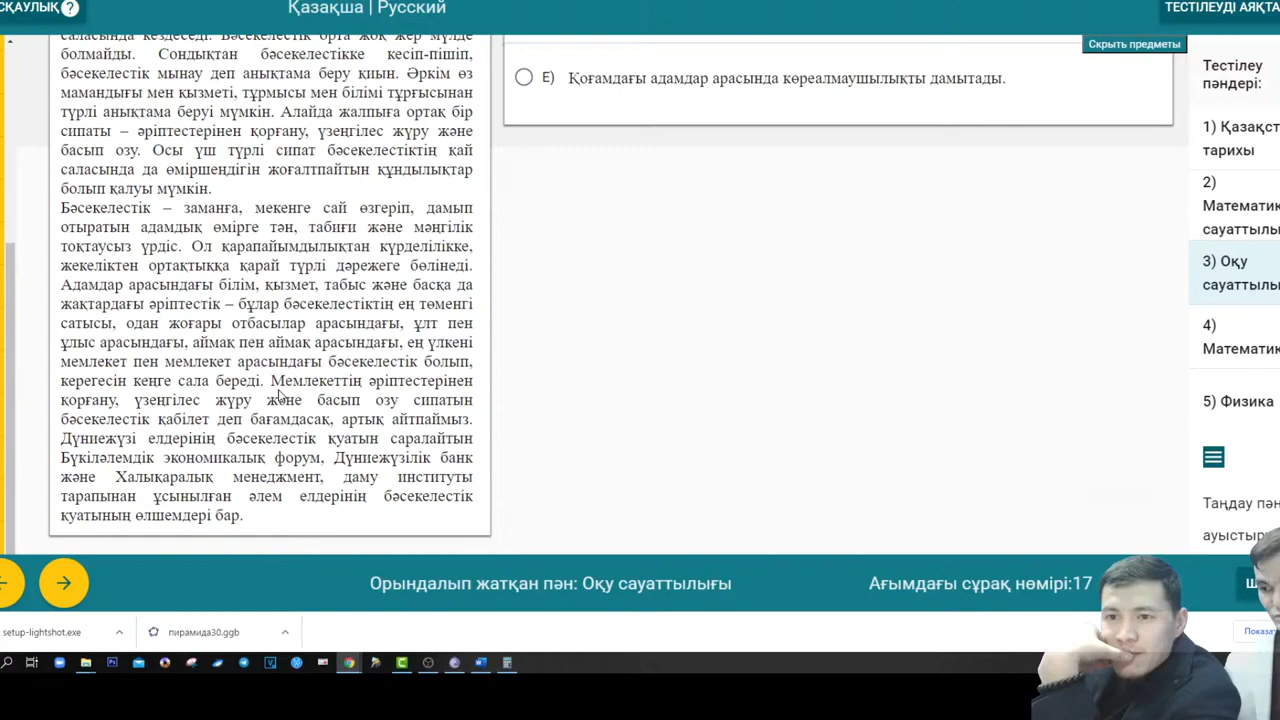 СҚАУЛЫҚ ?
Қазақша | Русский
ТЕСТІЛЕУДІ АЯҚТА
саласында кездеседі. Бәсекелестік орта жоқ жер мүлде
болмайды. Сондықтан бәсекелестікке кесіп-пішіп,
бәсекелестік мынау деп анықтама беру қиын. Әркім өз
мамандығы мен қызметі, тұрмысы мен білімі тұрғысынан
түрлі анықтама беруі мүмкін. Алайда жалпыға ортақ бір
сипаты – әріптестерінен қорғану, үзеңгілес жүру және
басып озу. Осы үш түрлі сипат бәсекелестіктің қай
саласында да өміршеңдігін жоғалтпайтын құндылықтар
болып қалуы мүмкін.
Бәсекелестік – заманға, мекенге сай өзгеріп, дамып
отыратын адамдық өмірге тән, табиғи және мәңгілік
тоқтаусыз үрдіс. Ол қарапайымдылықтан күрделілікке,
жекеліктен ортақтыққа қарай түрлі дәрежеге бөлінеді.
Адамдар арасындағы білім, қызмет, табыс және басқа да
жақтардағы әріптестік – бұлар бәсекелестіктің ең төменгі
сатысы, одан жоғары отбасылар арасындағы, ұлт пен
ұлыс арасындағы, аймақ пен аймақ арасындағы, ең үлкені
мемлекет пен мемлекет арасындағы бәсекелестік болып,
керегесін кеңге сала береді. Мемлекеттің әріптестерінен
қорғану, үзеңгілес жүру және басып озу сипатын
бәсекелестік қабілет деп бағамдасақ, артық айтпаймыз.
Дүниежүзі елдерінің бәсекелестік қуатын саралайтын
Бүкіләлемдік экономикалық форум, Дүниежүзілік банк
және Халықаралық менеджмент, даму институты
тарапынан ұсынылған әлем елдерінің бәсекелестік
қуатының өлшемдері бар.
E) Қоғамдағы адамдар арасында көреалмаушылықты дамытады.
Скрыть предметы
Тестілеу
пәндері:
1) Қазақст
тарихы
2)
Математик
сауаттылы
3) Оқу
сауаттылы
4)
Математик
5) Физика
Таңдау пән
ауыстыр
Орындалып жатқан пән: Оқу сауаттылығы
Ағымдағы сұрақ нөмірі:17
setup-lightshot.exe
пирамида30.ggb
Показат